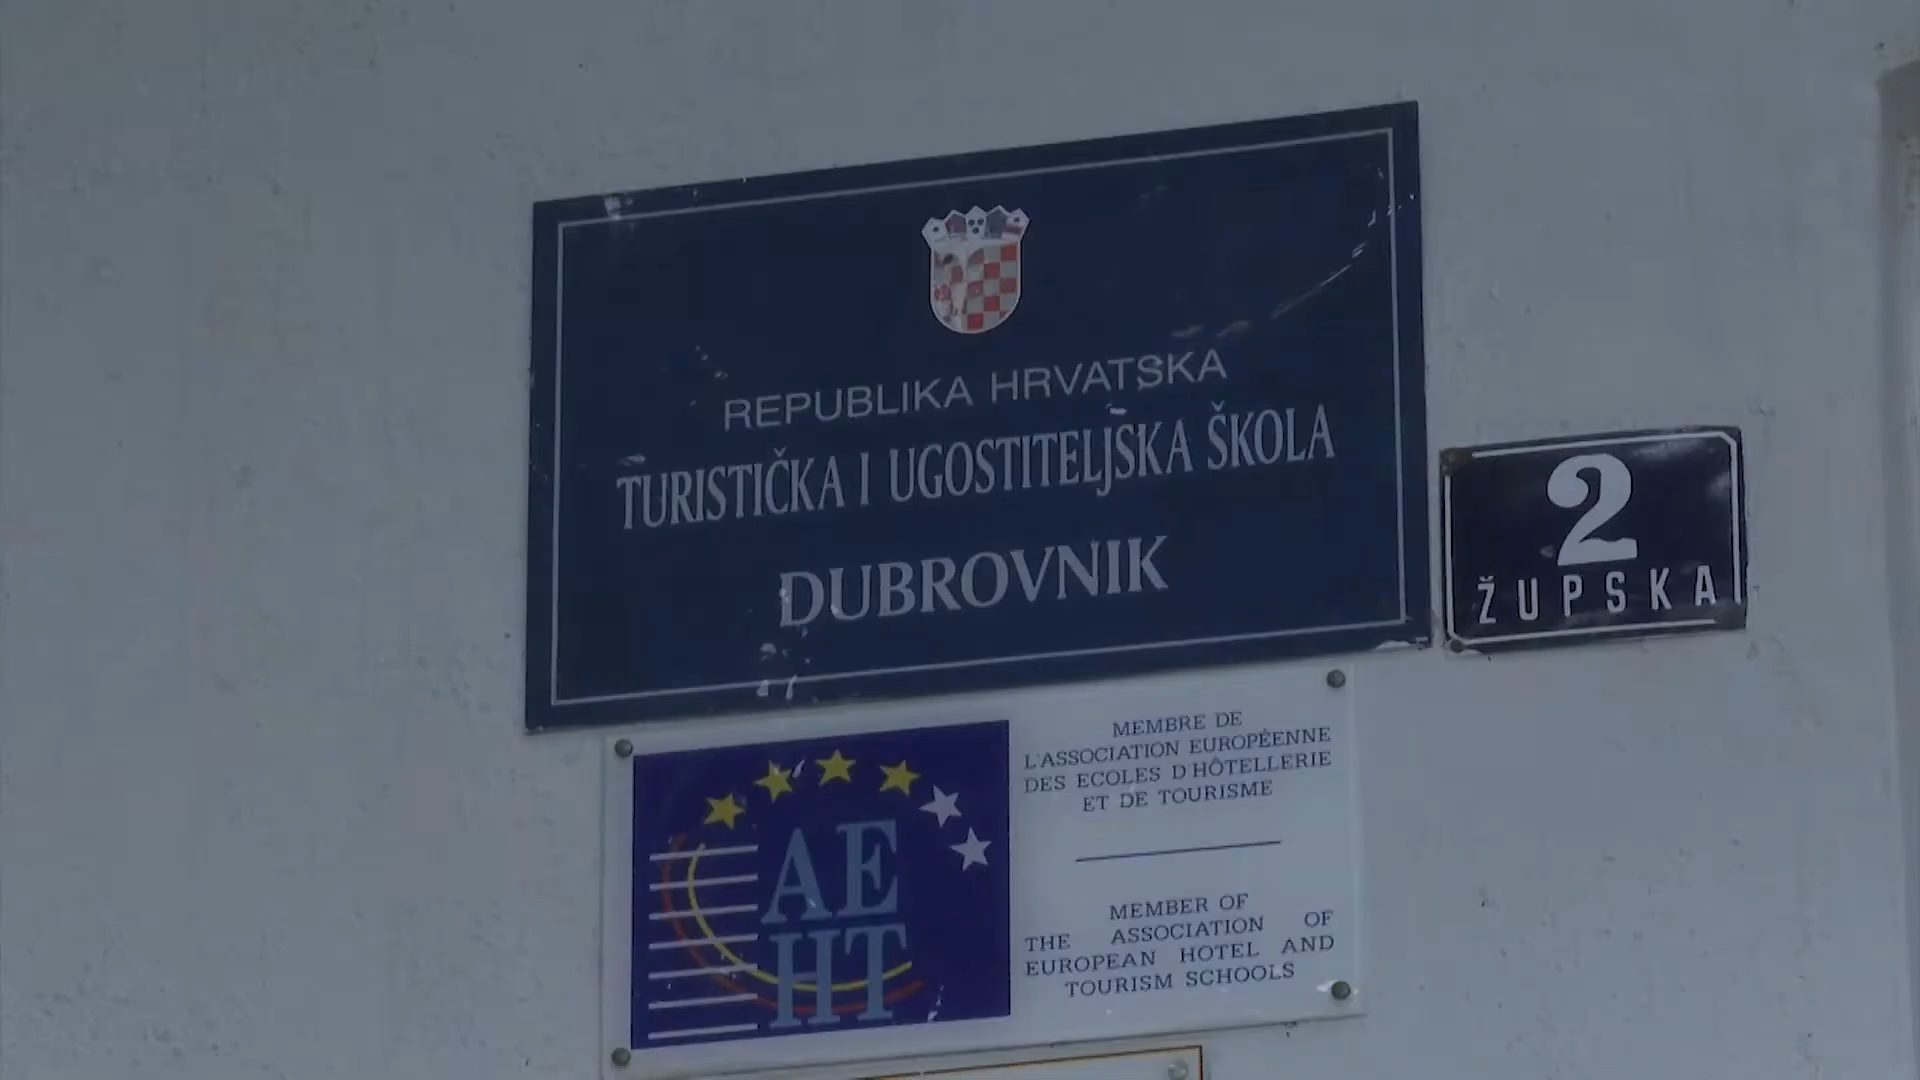 REPUBLIKA HRVATSKA
TURISTIČKA I UGOSTITELJSKA ŠKOLA
DUBROVNIK
2
ŽUPSKA
AE
HT
MEMBRE DE
L'ASSOCIATION EUROPÉENNE
DES ECOLES D'HÔTELLERIE
ET DE TOURISME
MEMBER OF
THE ASSOCIATION OF
EUROPEAN HOTEL AND
TOURISM SCHOOLS